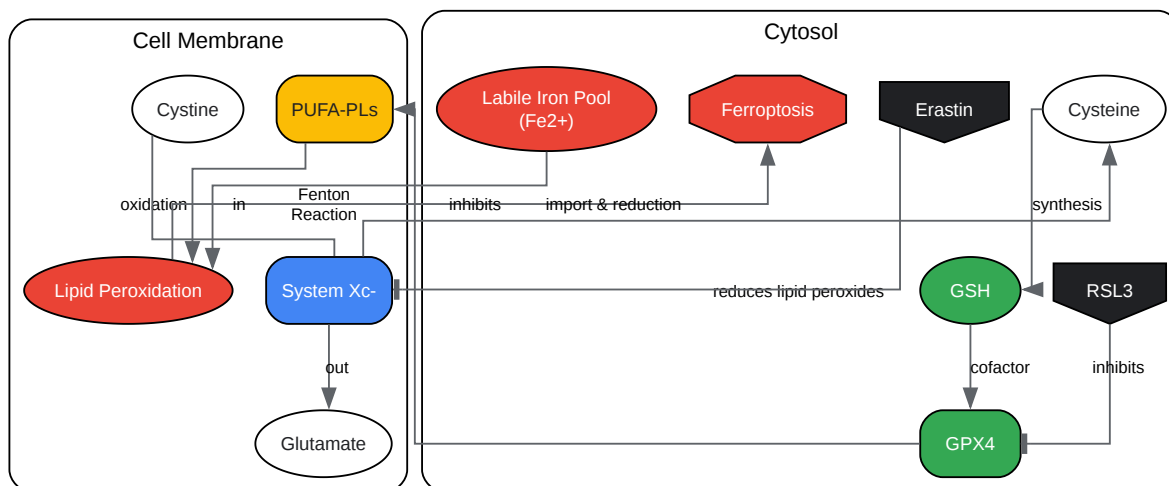 Cell Membrane
Cytosol
Cystine
PUFA-PLs
Labile Iron Pool
(Fe2+)
Ferroptosis
Erastin
Cysteine
oxidation
in
Fenton
Reaction
inhibits
import & reduction
synthesis
Lipid Peroxidation
System Xc-
reduces lipid peroxides
GSH
RSL3
out
cofactor
inhibits
Glutamate
GPX4